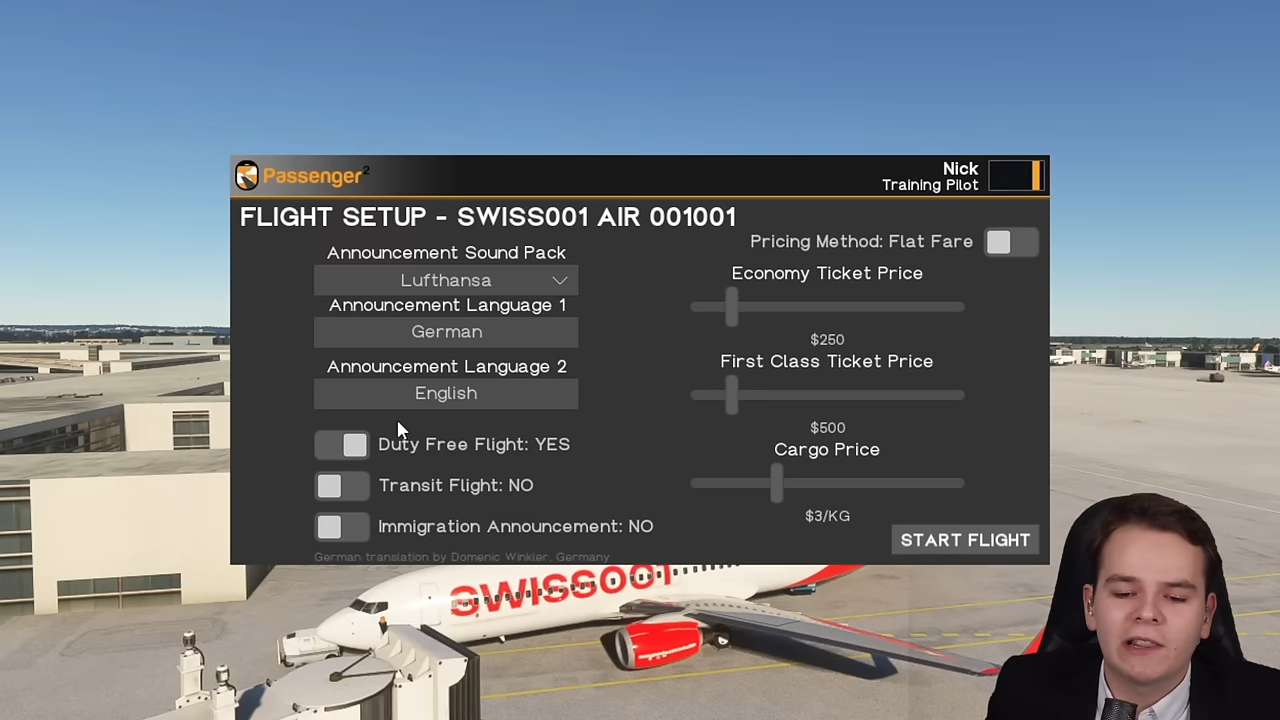 Passenger²
Nick
Training Pilot
FLIGHT SETUP - SWISS001 AIR 001001
Announcement Sound Pack
Lufthansa
Announcement Language 1
German
Announcement Language 2
English
Duty Free Flight: YES
Transit Flight: NO
Immigration Announcement: NO
German translation by Domenic Winkler, Germany
Pricing Method: Flat Fare
Economy Ticket Price
$250
First Class Ticket Price
$500
Cargo Price
$3/KG
START FLIGHT
SWISS001